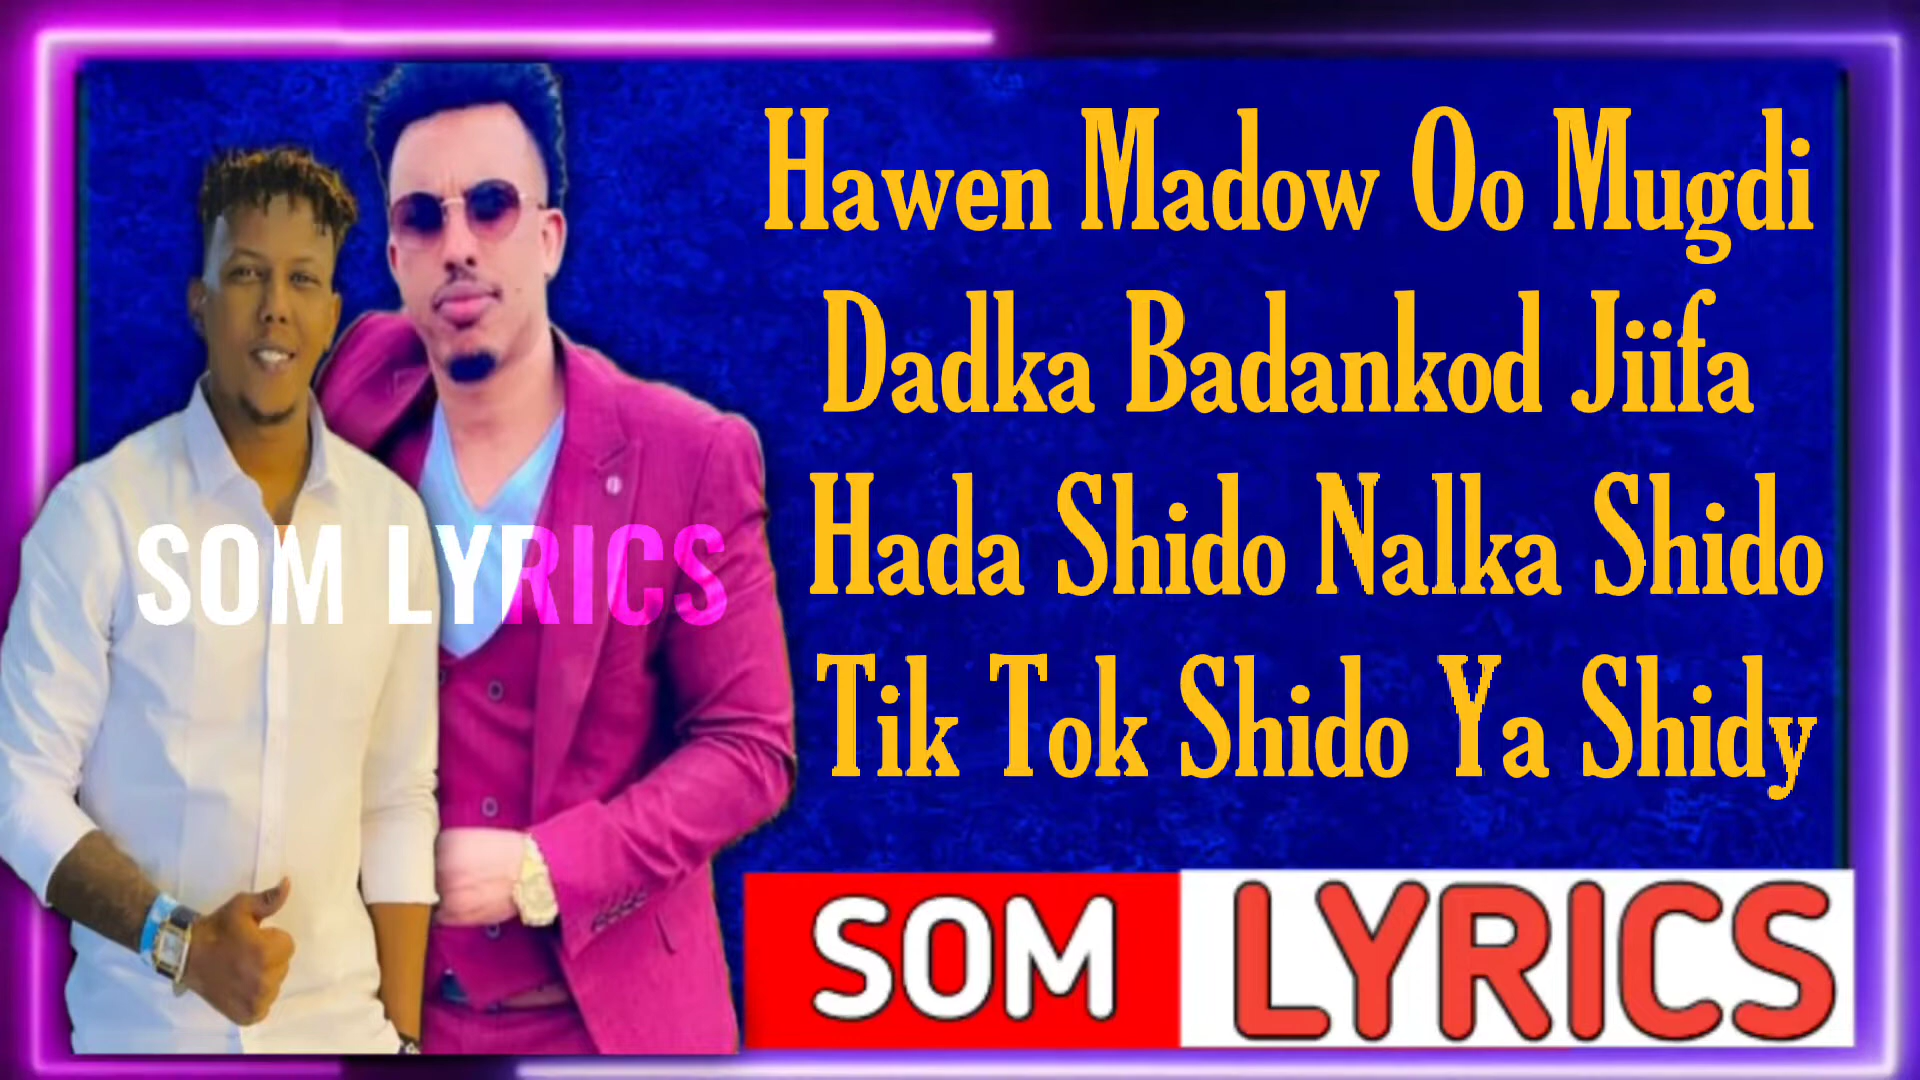 Hawen Madow Oo Mugdi
Dadka Badankod Jiifa
Hada Shido Nalka Shido
Tik Tok Shido Ya Shidy
SOM LYRICS
SOM LYRICS